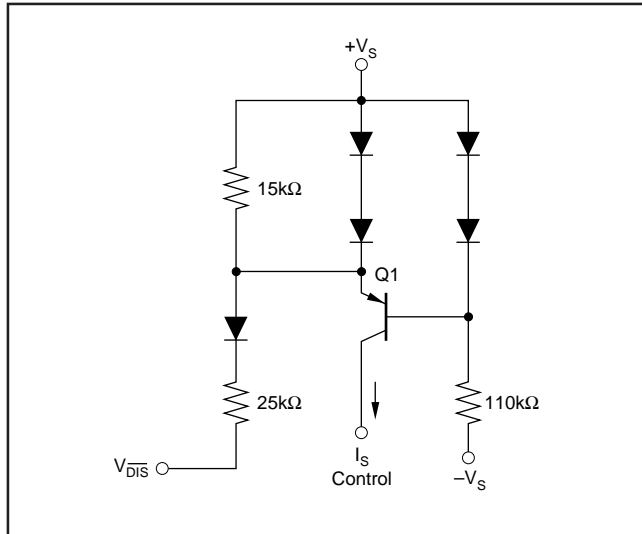 +VS
15kΩ
Q1
25kΩ
110kΩ
VDIS
IS
Control
–VS